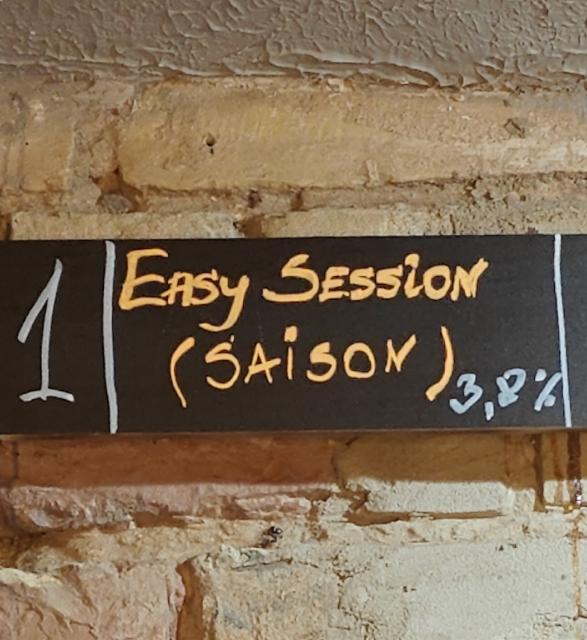 1
Easy Session
(SAiSON)
3,8%